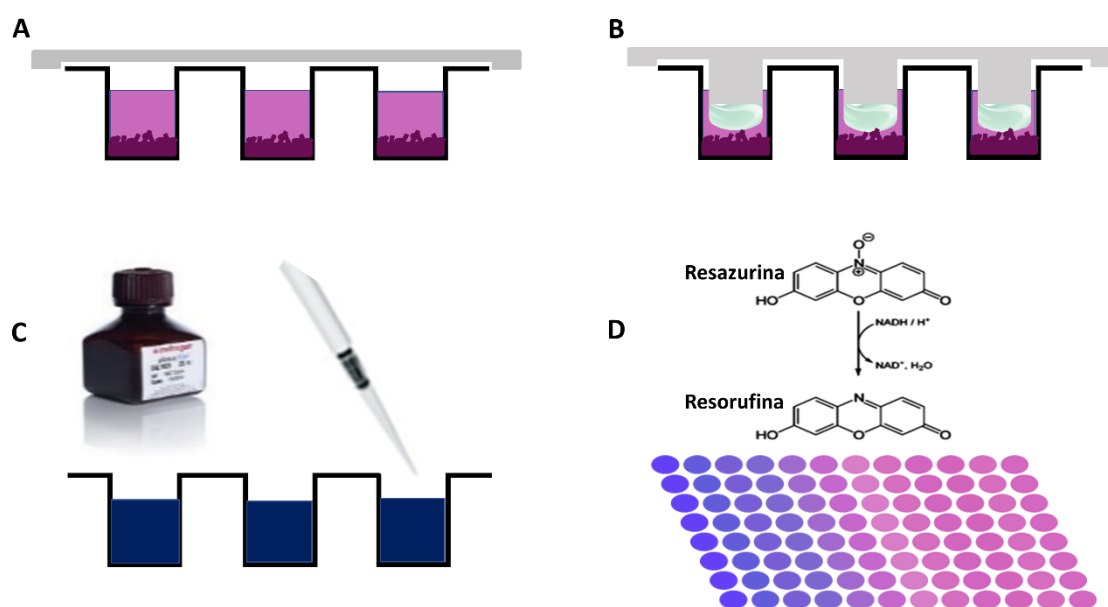 A
B
C
Resazurina
O⊖
N
⊕
HO
O
O
D
NADH / H⁺
NAD⁺, H₂O
Resorufina
N
HO
O
O